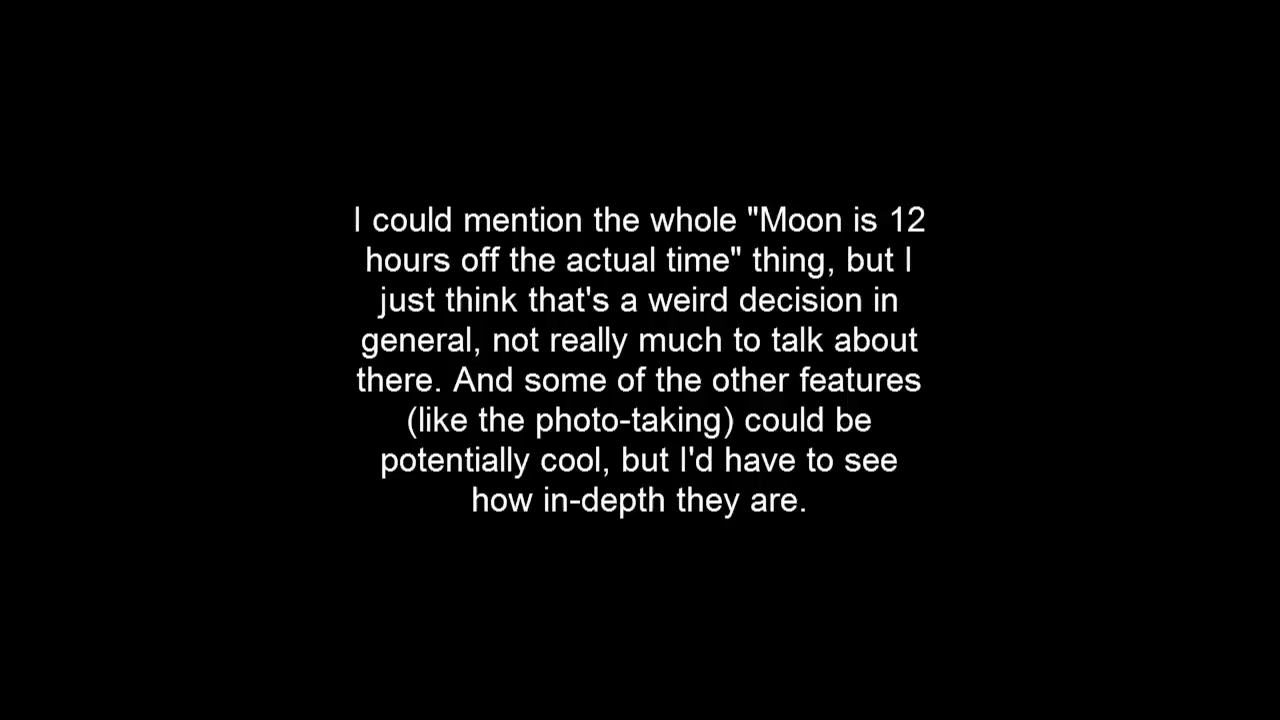 I could mention the whole "Moon is 12
hours off the actual time" thing, but I
just think that's a weird decision in
general, not really much to talk about
there. And some of the other features
(like the photo-taking) could be
potentially cool, but I'd have to see
how in-depth they are.